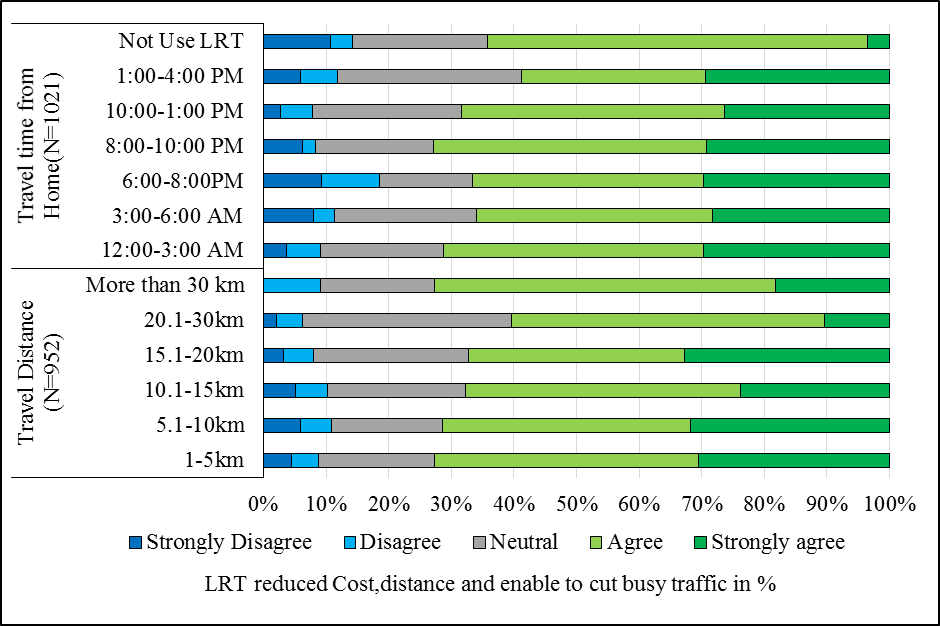 Travel time from
Home(N=1021)
Not Use LRT
1:00-4:00 PM
10:00-1:00 PM
8:00-10:00 PM
6:00-8:00PM
3:00-6:00 AM
12:00-3:00 AM
Travel Distance
(N=952)
More than 30 km
20.1-30km
15.1-20km
10.1-15km
5.1-10km
1-5km
0% 10% 20% 30% 40% 50% 60% 70% 80% 90% 100%
Strongly Disagree Disagree Neutral Agree Strongly agree
LRT reduced Cost,distance and enable to cut busy traffic in %